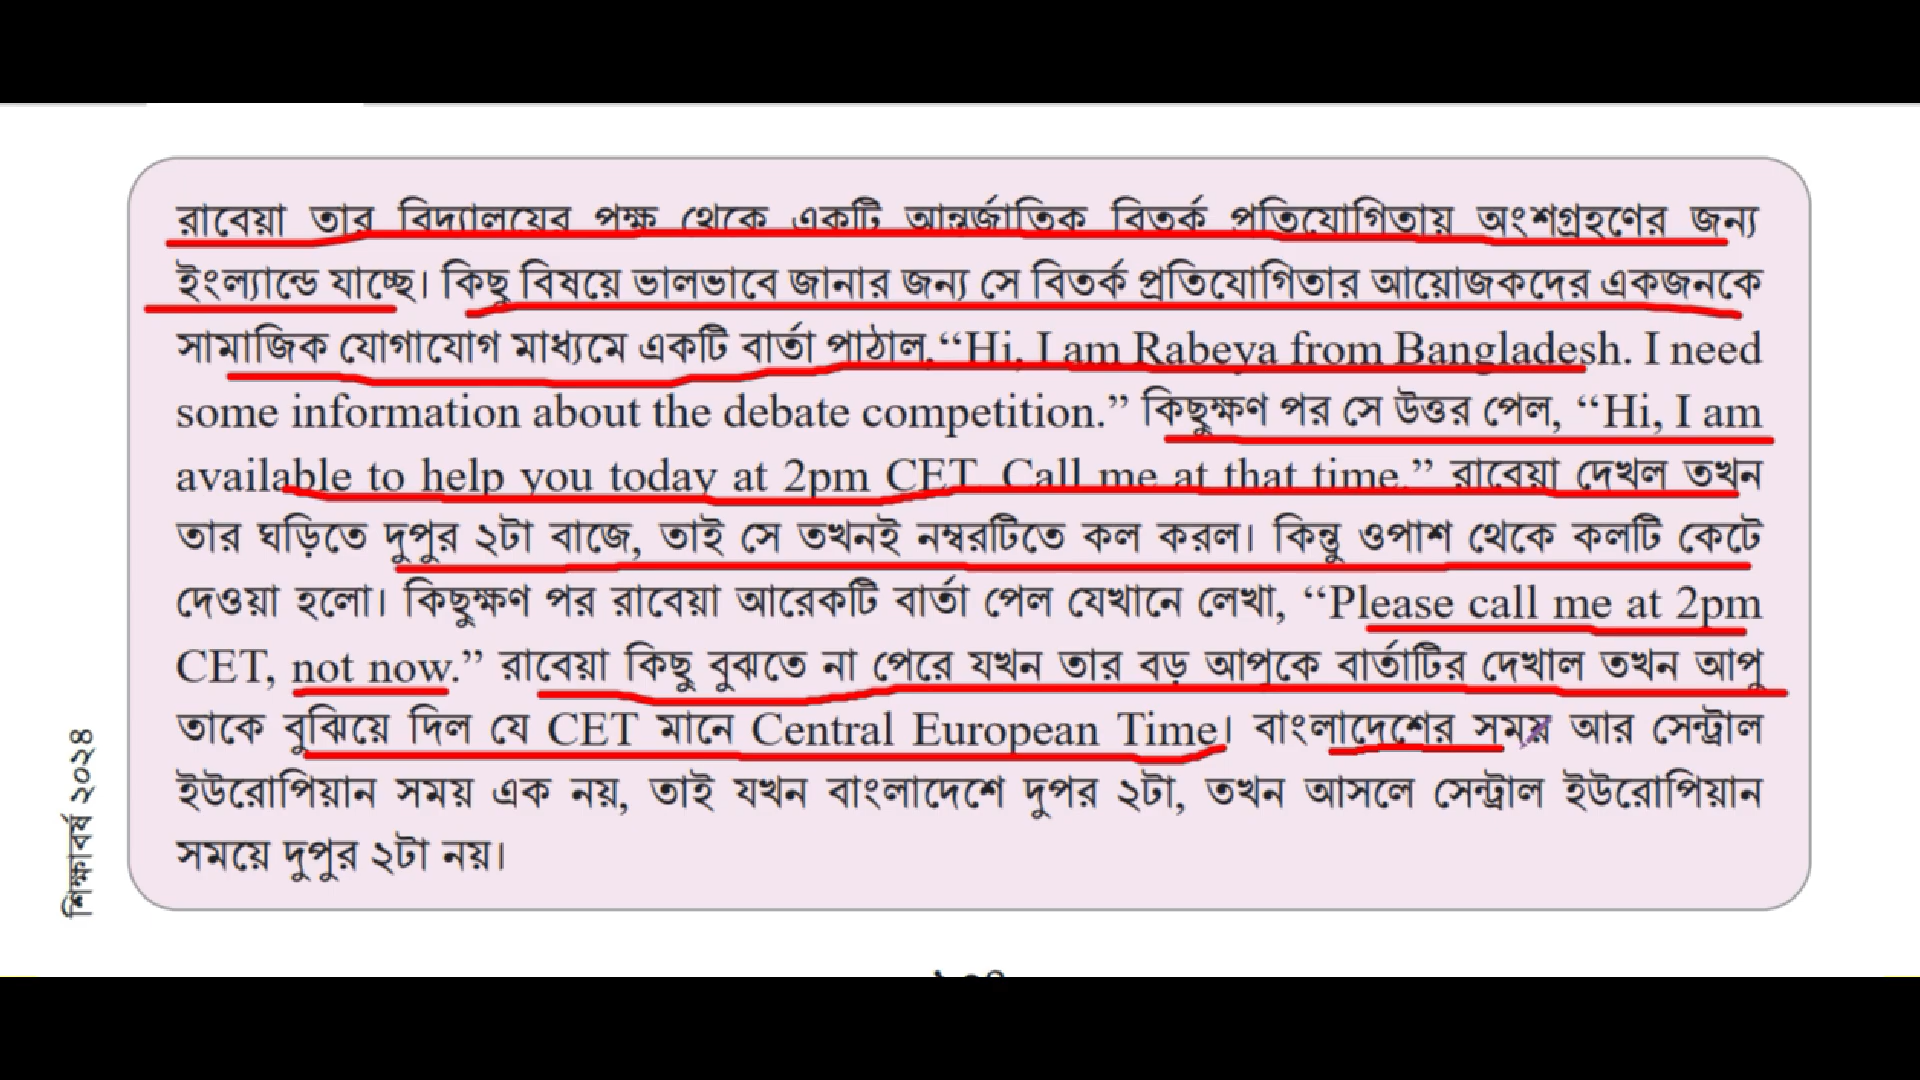 রাবেয়া তার বিদ্যালয়ের পক্ষ থেকে একটি আন্তর্জাতিক বিতর্ক প্রতিযোগিতায় অংশগ্রহণের জন্য
ইংল্যান্ডে যাচ্ছে। কিছু বিষয়ে ভালভাবে জানার জন্য সে বিতর্ক প্রতিযোগিতার আয়োজকদের একজনকে
সামাজিক যোগাযোগ মাধ্যমে একটি বার্তা পাঠাল,“Hi, I am Rabeya from Bangladesh. I need
some information about the debate competition.” কিছুক্ষণ পর সে উত্তর পেল, “Hi, I am
available to help you today at 2pm CET. Call me at that time.” রাবেয়া দেখল তখন
তার ঘড়িতে দুপুর ২টা বাজে, তাই সে তখনই নম্বরটিতে কল করল। কিন্তু ওপাশ থেকে কলটি কেটে
দেওয়া হলো। কিছুক্ষণ পর রাবেয়া আরেকটি বার্তা পেল যেখানে লেখা, “Please call me at 2pm
CET, not now.” রাবেয়া কিছু বুঝতে না পেরে যখন তার বড় আপুকে বার্তাটির দেখাল তখন আপু
তাকে বুঝিয়ে দিল যে CET মানে Central European Time। বাংলাদেশের সময় আর সেন্ট্রাল
ইউরোপিয়ান সময় এক নয়, তাই যখন বাংলাদেশে দুপর ২টা, তখন আসলে সেন্ট্রাল ইউরোপিয়ান
সময়ে দুপুর ২টা নয়।
শিক্ষাবর্ষ ২০২৪